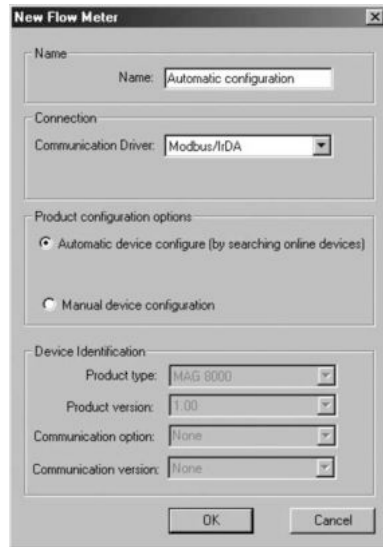 New Flow Meter
Name
Name: Automatic configuration
Connection
Communication Driver: Modbus/IrDA
Product configuration options
Automatic device configure (by searching online devices)
Manual device configuration
Device Identification
Product type: MAG 8000
Product version: 1.00
Communication option: None
Communication version: None
OK Cancel